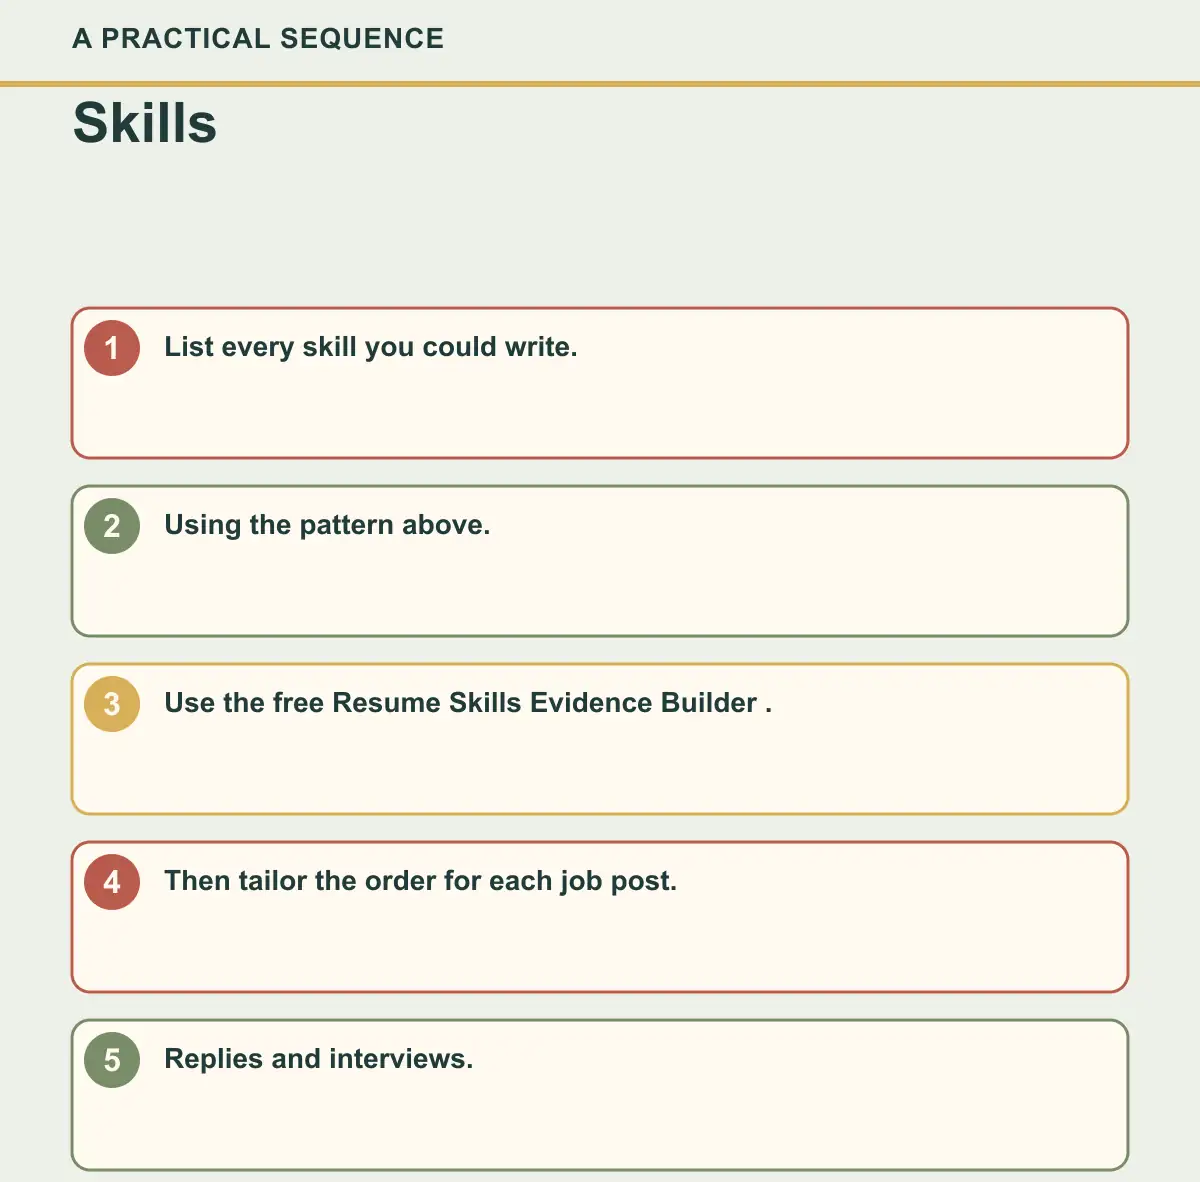 A PRACTICAL SEQUENCE
Skills
1 List every skill you could write.
2 Using the pattern above.
3 Use the free Resume Skills Evidence Builder .
4 Then tailor the order for each job post.
5 Replies and interviews.